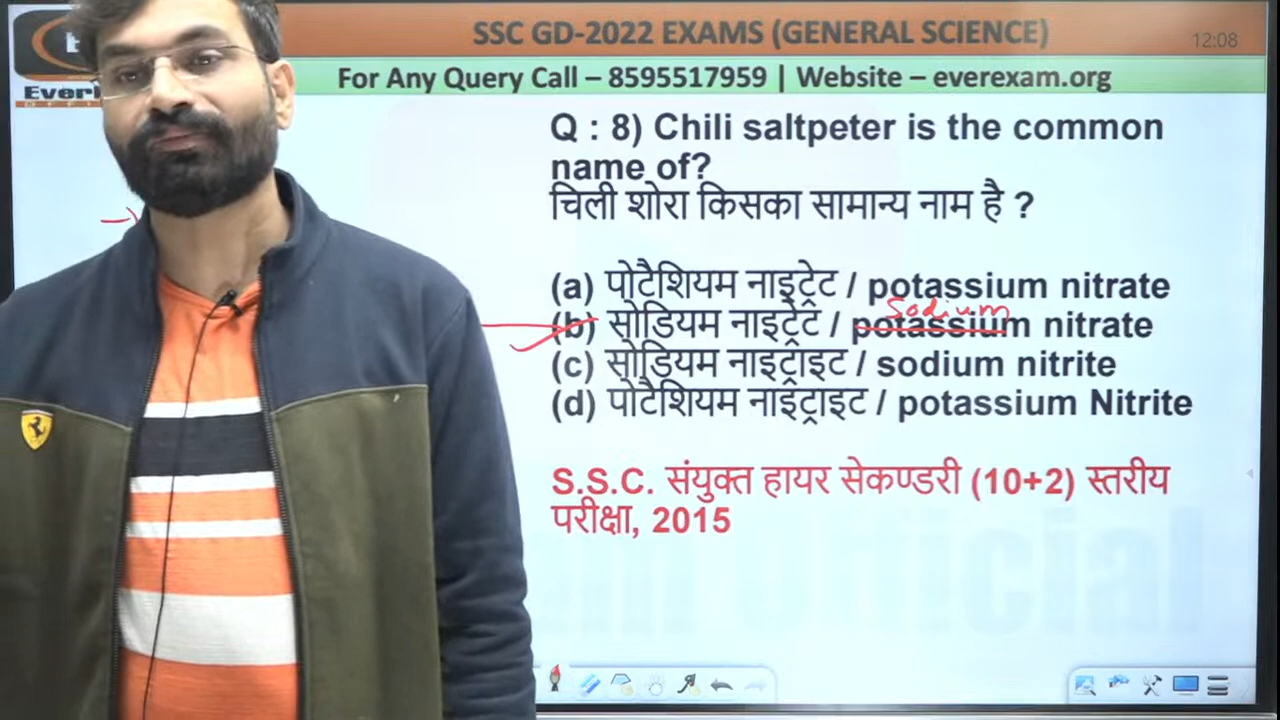 SSC GD-2022 EXAMS (GENERAL SCIENCE)
12:08
For Any Query Call – 8595517959 | Website – everexam.org
Q : 8) Chili saltpeter is the common
name of?
चिली शोरा किसका सामान्य नाम है ?
(a) पोटैशियम नाइट्रेट / potassium nitrate
Sodium
(b) सोडियम नाइट्रेट / potassium nitrate
(c) सोडियम नाइट्राइट / sodium nitrite
(d) पोटैशियम नाइट्राइट / potassium Nitrite
S.S.C. संयुक्त हायर सेकण्डरी (10+2) स्तरीय
परीक्षा, 2015